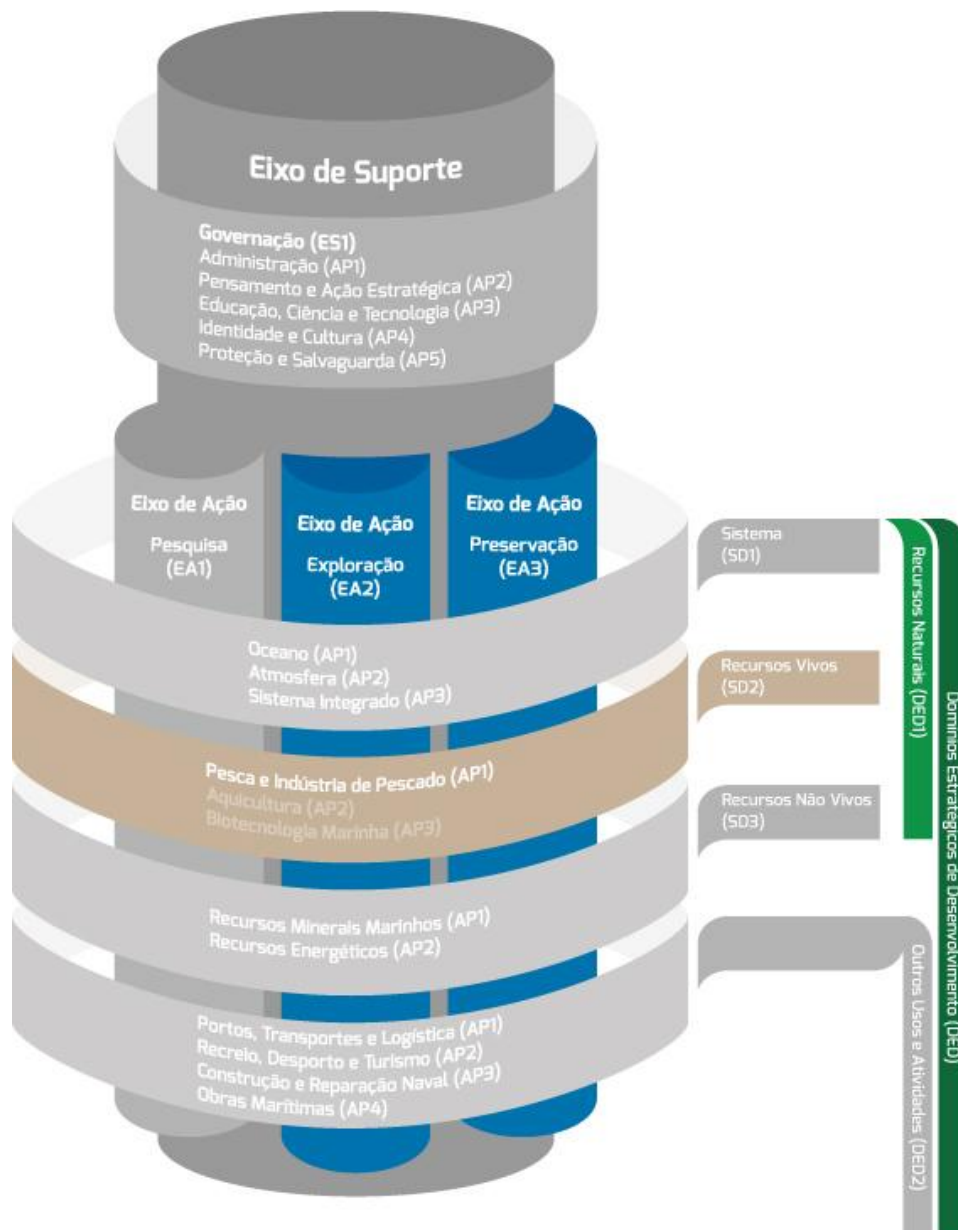 Eixo de Suporte
Governação (ES1)
Administração (AP1)
Pensamento e Ação Estratégica (AP2)
Educação, Ciência e Tecnologia (AP3)
Identidade e Cultura (AP4)
Proteção e Salvaguarda (AP5)
Eixo de Ação
Pesquisa
(EA1)
Eixo de Ação
Exploração
(EA2)
Eixo de Ação
Preservação
(EA3)
Oceano (AP1)
Atmosfera (AP2)
Sistema Integrado (AP3)
Pesca e Indústria de Pescado (AP1)
Aquicultura (AP2)
Biotecnologia Marinha (AP3)
Recursos Minerais Marinhos (AP1)
Recursos Energéticos (AP2)
Portos, Transportes e Logística (AP1)
Recreio, Desporto e Turismo (AP2)
Construção e Reparação Naval (AP3)
Obras Marítimas (AP4)
Sistema
(SD1)
Recursos Vivos
(SD2)
Recursos Não Vivos
(SD3)
Recursos Naturais (DED1)
Outros Usos e Atividades (DED2)
Domínios Estratégicos de Desenvolvimento (DED)